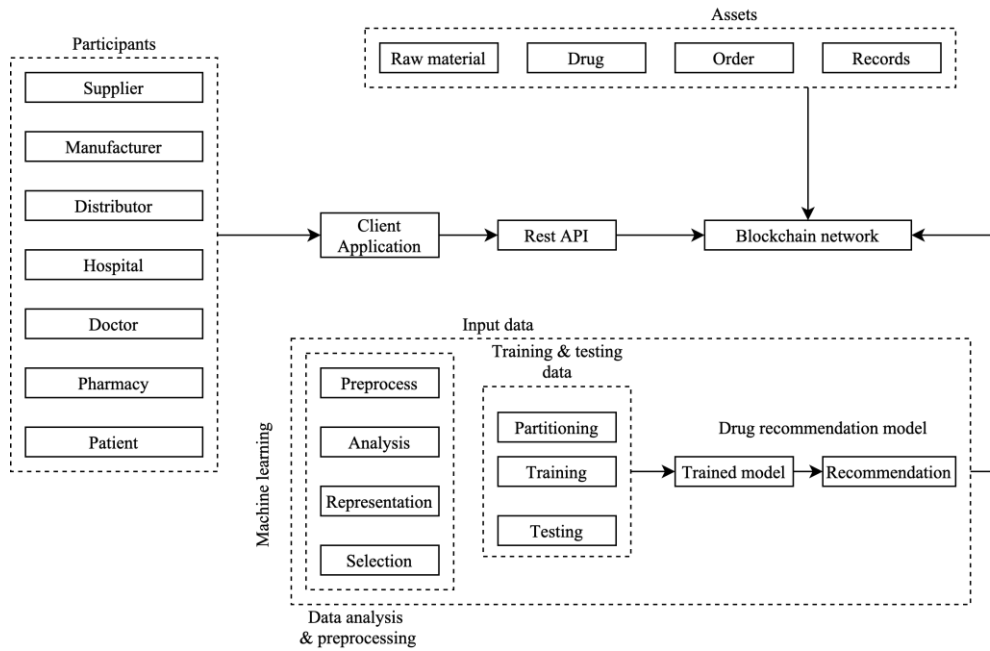 Assets
Raw material
Drug
Order
Records
Participants
Supplier
Manufacturer
Distributor
Hospital
Doctor
Pharmacy
Patient
Client
Application
Rest API
Blockchain network
Input data
Machine learning
Preprocess
Analysis
Representation
Selection
Data analysis
& preprocessing
Training & testing
data
Partitioning
Training
Testing
Drug recommendation model
Trained model
Recommendation